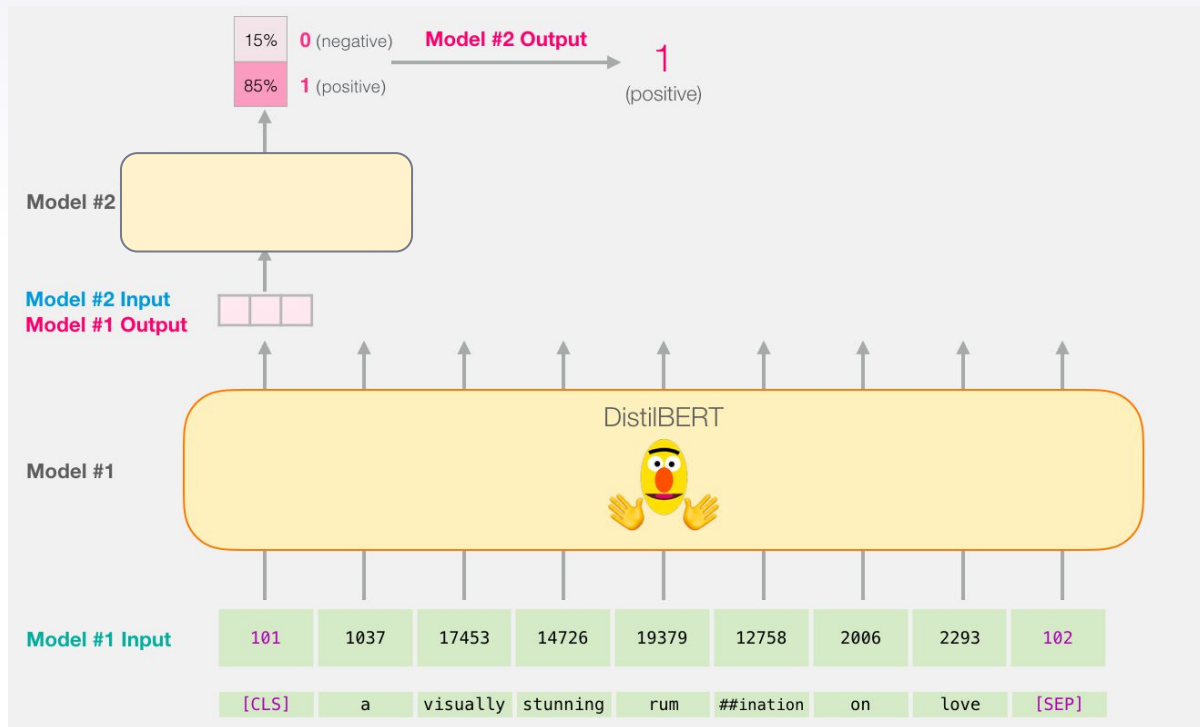 15% 0 (negative) Model #2 Output 1
85% 1 (positive) (positive)
Model #2
Model #2 Input
Model #1 Output
DistilBERT
Model #1
Model #1 Input 101 1037 17453 14726 19379 12758 2006 2293 102
[CLS] a visually stunning rum ##ination on love [SEP]